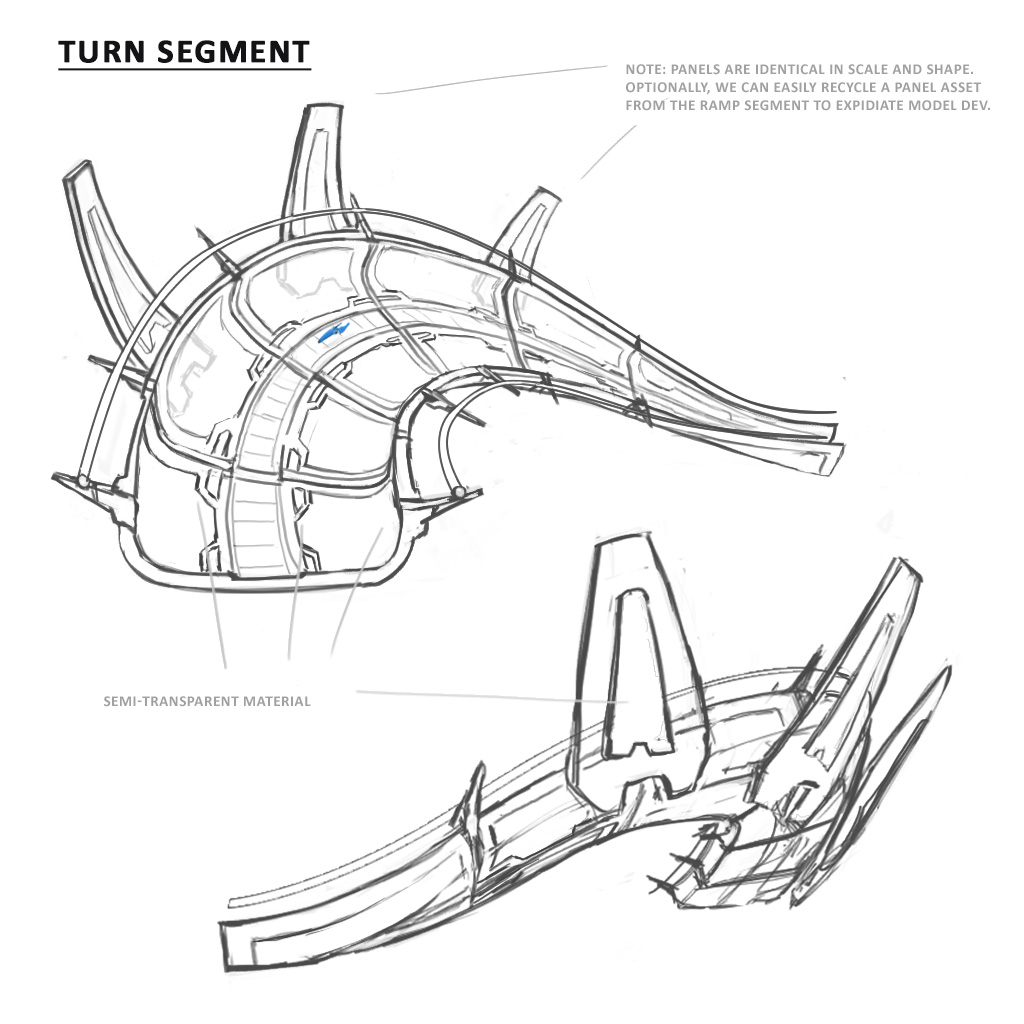 TURN SEGMENT
NOTE: PANELS ARE IDENTICAL IN SCALE AND SHAPE.
OPTIONALLY, WE CAN EASILY RECYCLE A PANEL ASSET
FROM THE RAMP SEGMENT TO EXPIDIATE MODEL DEV.
SEMI-TRANSPARENT MATERIAL